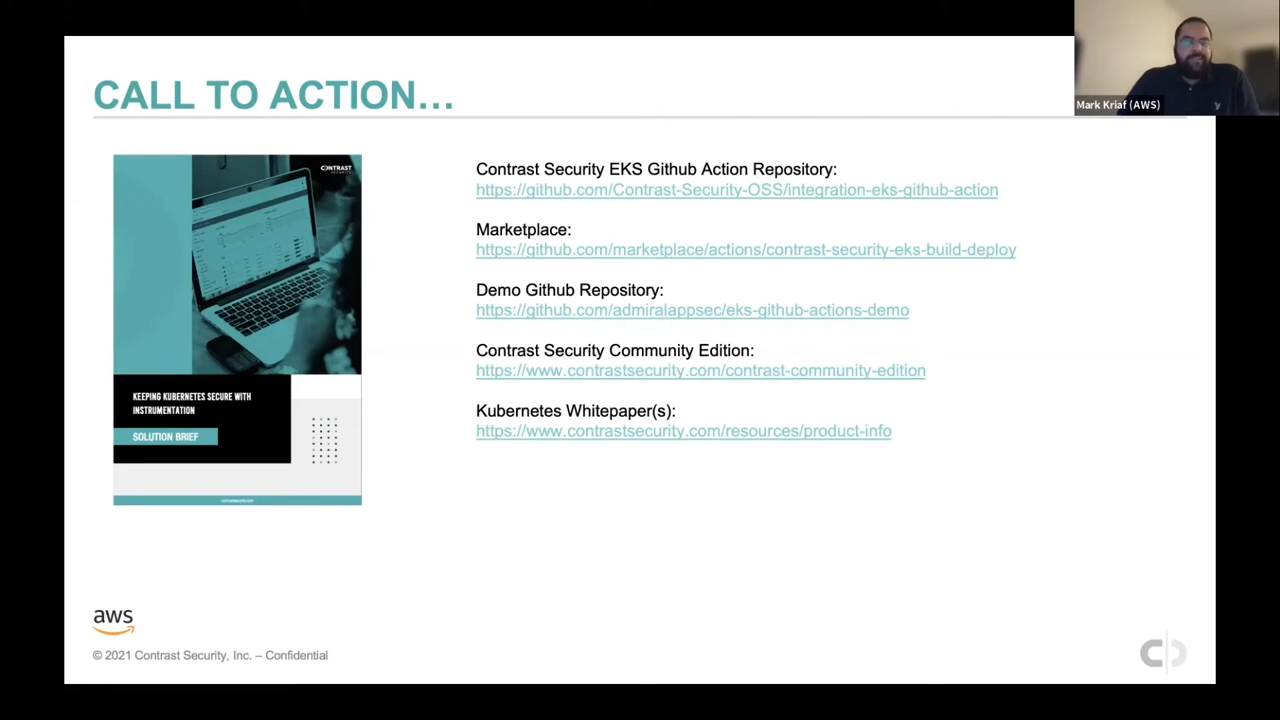 CALL TO ACTION...
Mark Kriaf (AWS)
CONTRAST
SECURITY
KEEPING KUBERNETES SECURE WITH
INSTRUMENTATION
SOLUTION BRIEF
contrastsecurity.com
Contrast Security EKS Github Action Repository:
https://github.com/Contrast-Security-OSS/integration-eks-github-action
Marketplace:
https://github.com/marketplace/actions/contrast-security-eks-build-deploy
Demo Github Repository:
https://github.com/admiralappsec/eks-github-actions-demo
Contrast Security Community Edition:
https://www.contrastsecurity.com/contrast-community-edition
Kubernetes Whitepaper(s):
https://www.contrastsecurity.com/resources/product-info
aws
© 2021 Contrast Security, Inc. – Confidential